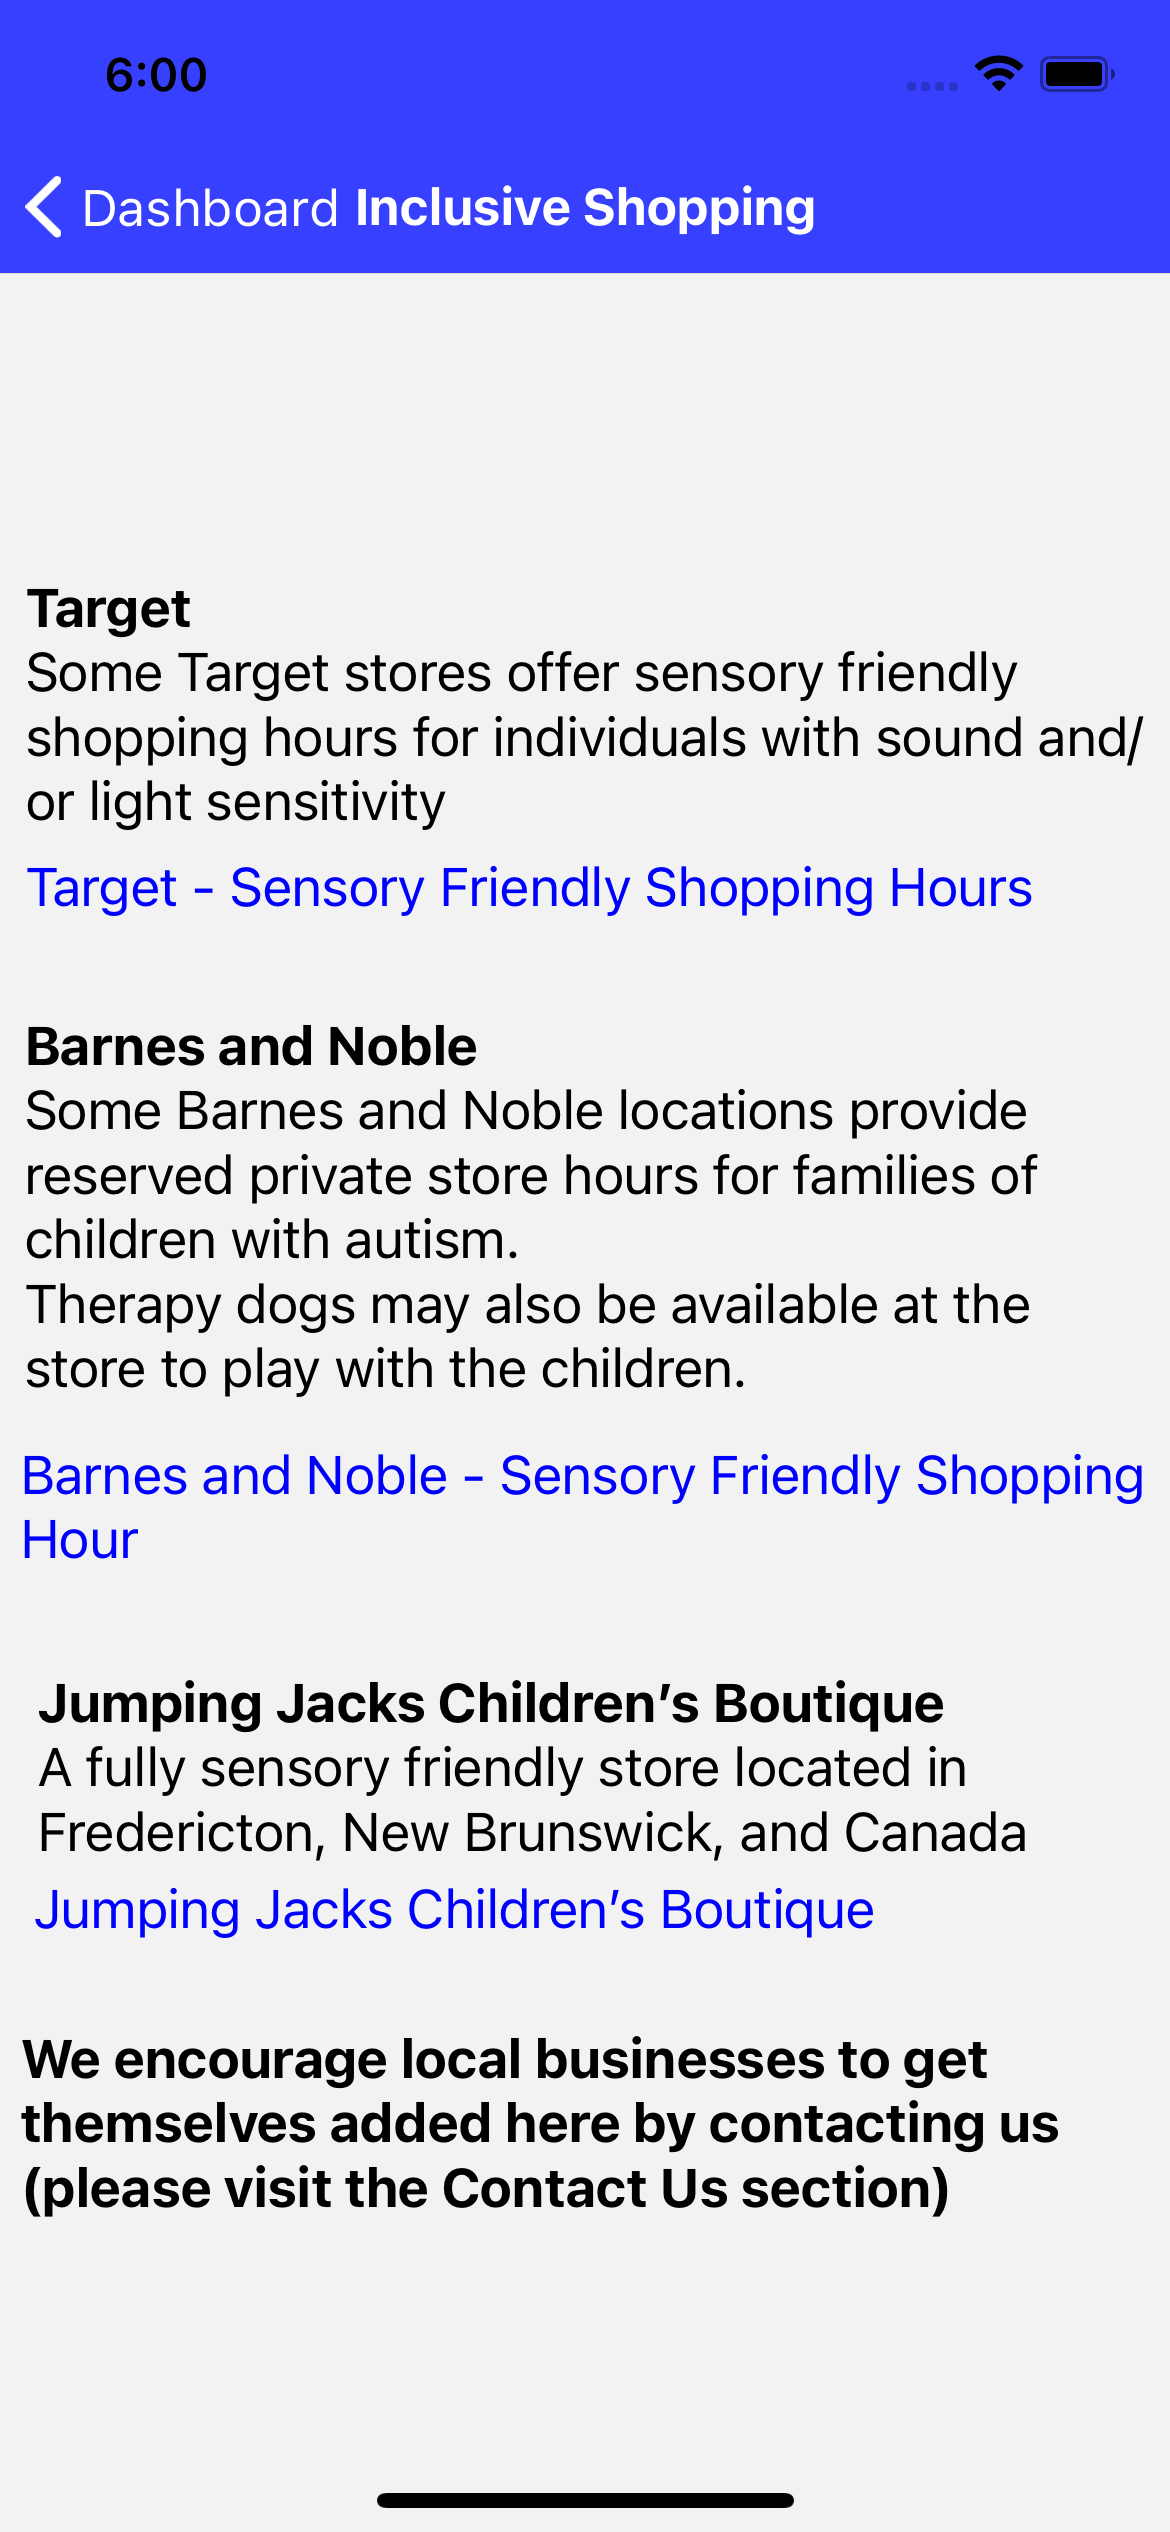 6:00
Dashboard Inclusive Shopping
Target
Some Target stores offer sensory friendly
shopping hours for individuals with sound and/
or light sensitivity
Target - Sensory Friendly Shopping Hours
Barnes and Noble
Some Barnes and Noble locations provide
reserved private store hours for families of
children with autism.
Therapy dogs may also be available at the
store to play with the children.
Barnes and Noble - Sensory Friendly Shopping
Hour
Jumping Jacks Children’s Boutique
A fully sensory friendly store located in
Fredericton, New Brunswick, and Canada
Jumping Jacks Children’s Boutique
We encourage local businesses to get
themselves added here by contacting us
(please visit the Contact Us section)